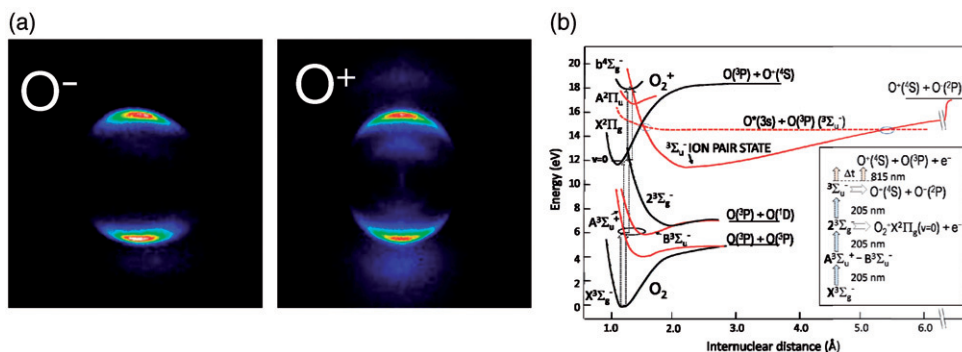 (a)
O⁻
O⁺
(b)
Energy (eV)
20
18
16
14
12
10
8
6
4
2
0
b⁴Σg⁻
O₂⁺
A²Πu
X²Πg
v=0
O(³P) + O⁻(⁴S)
O⁻(⁴S) + O(²P)
O*(3s) + O(³P) (³Σu⁻)
³Σu⁻ ION PAIR STATE
2³Σg⁻
A³Σu⁺
O(³P) + O(¹D)
B³Σu⁻
O(³P) + O(³P)
X³Σg⁻
O₂
O⁻(⁴S) + O(³P) + e⁻
Δt
815 nm
³Σu⁻
O⁻(⁴S) + O⁻(²P)
205 nm
2³Σg⁻
O₂⁻X²Πg(v=0) + e⁻
205 nm
A³Σu⁺ – B³Σu⁻
205 nm
X³Σg⁻
1.0
2.0
3.0
4.0
5.0
6.0
Internuclear distance (Å)